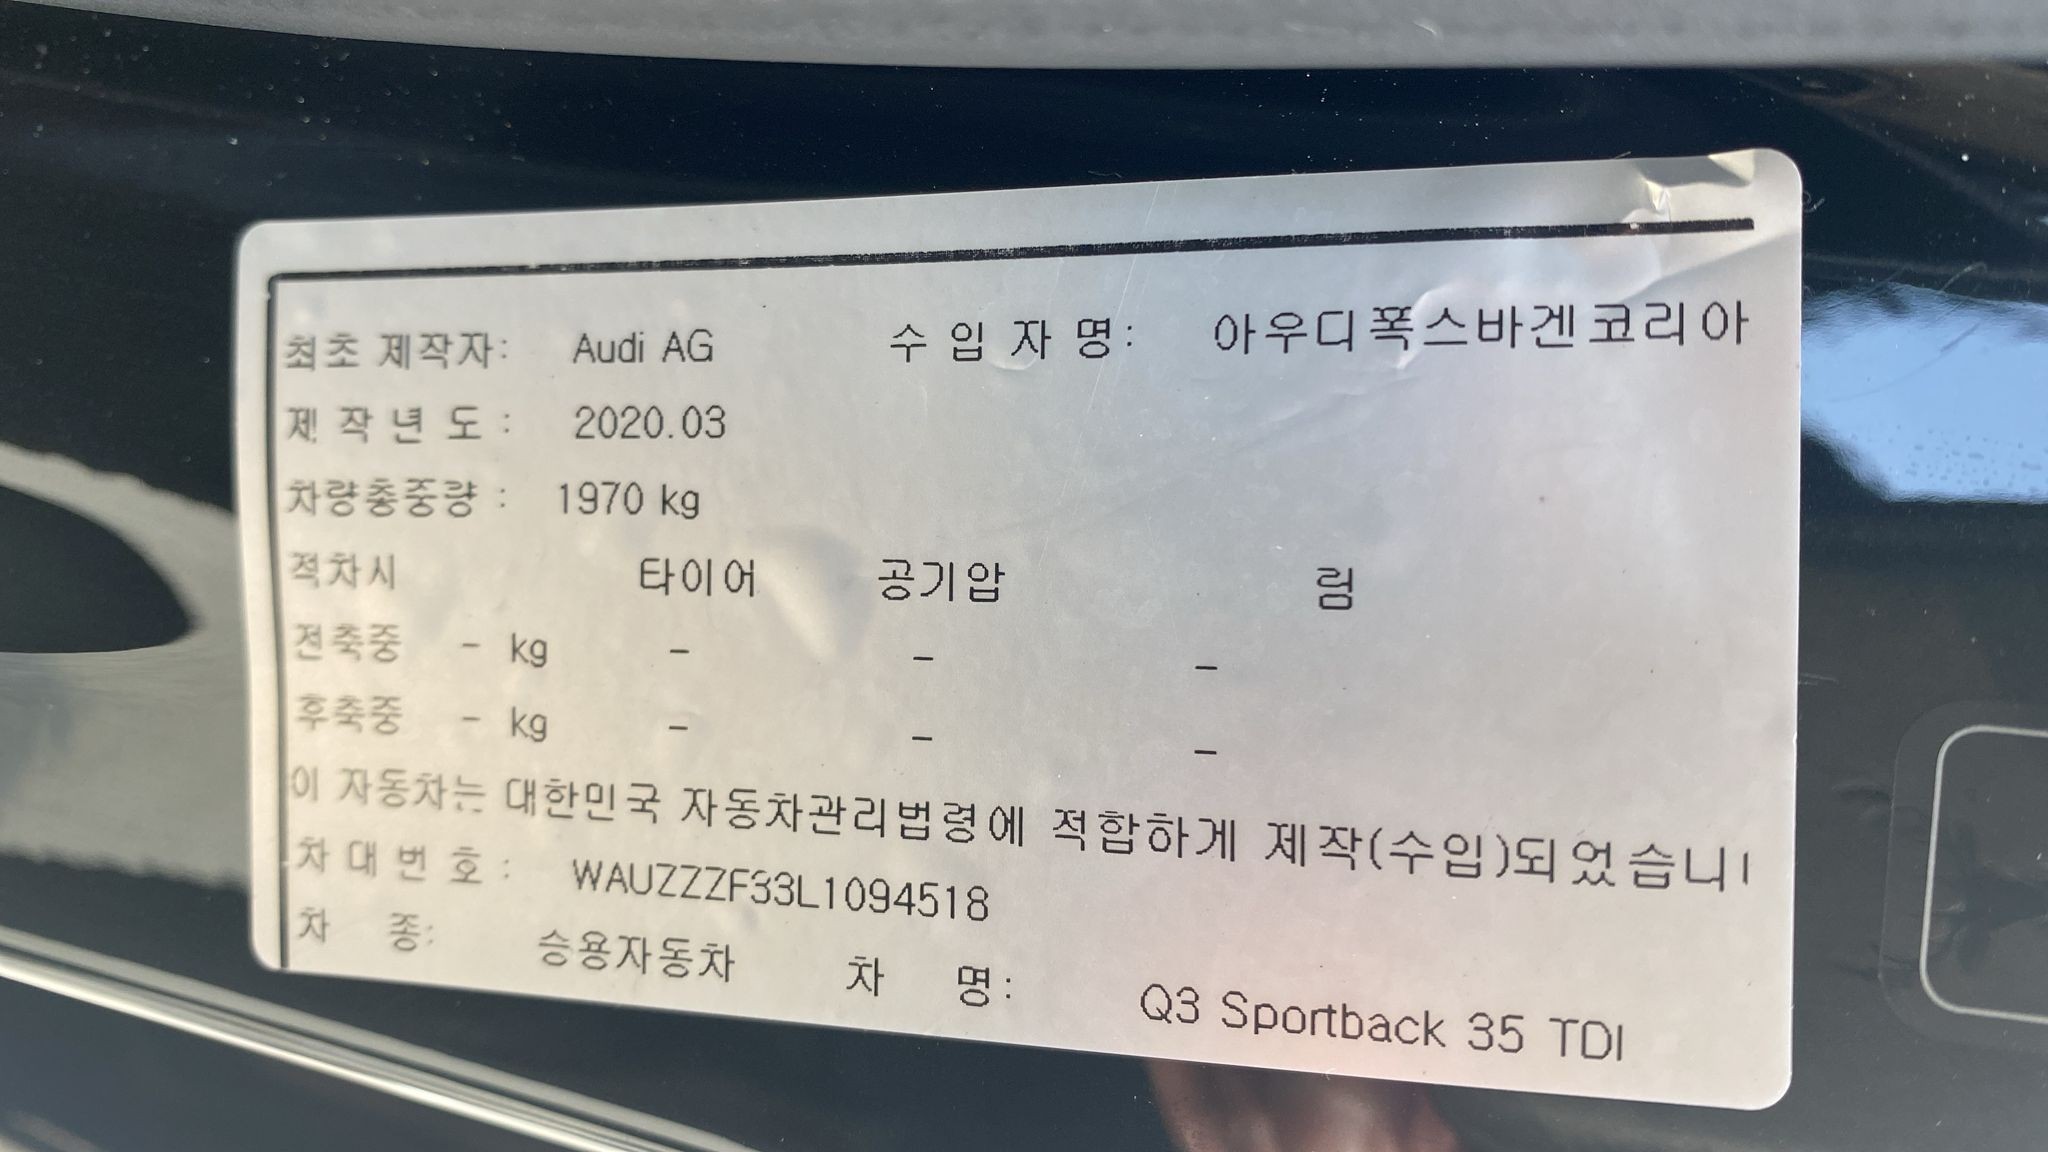 최초 제작자: Audi AG 수 입 자 명: 아우디폭스바겐코리아
제 작 년 도 : 2020.03
차량총중량 : 1970 kg
적차시 타이어 공기압 림
전축중 - kg - - -
후축중 - kg - - -
이 자동차는 대한민국 자동차관리법령에 적합하게 제작(수입)되었습니
차 대 번 호 : WAUZZZF33L1094518
차 종: 승용자동차 차 명: Q3 Sportback 35 TDI